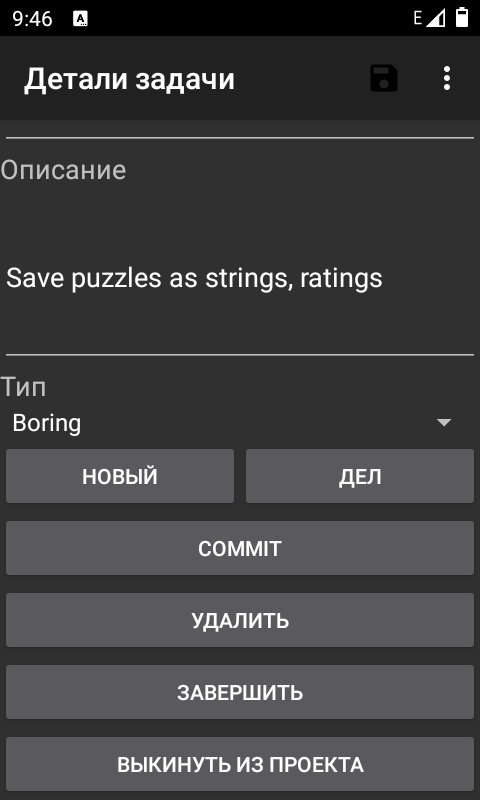 9:46 A E
Детали задачи
Описание
Save puzzles as strings, ratings
Тип
Boring
НОВЫЙ ДЕЛ
COMMIT
УДАЛИТЬ
ЗАВЕРШИТЬ
ВЫКИНУТЬ ИЗ ПРОЕКТА